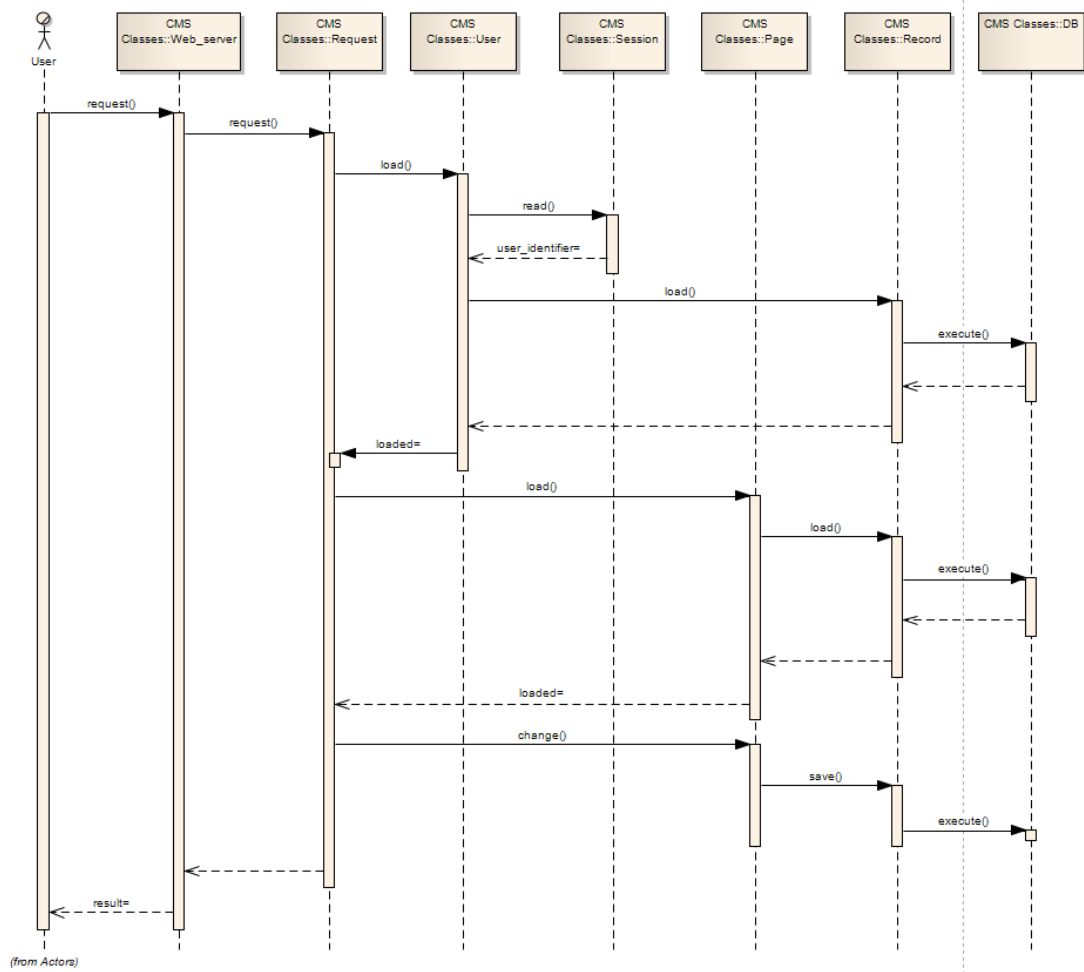 CMS
Classes::Web_server
CMS
Classes::Request
CMS
Classes::User
CMS
Classes::Session
CMS
Classes::Page
CMS
Classes::Record
CMS Classes::DB
User
request()
request()
load()
read()
user_identifier=
load()
execute()
loaded=
load()
load()
execute()
loaded=
change()
save()
execute()
result=
(from Actors)